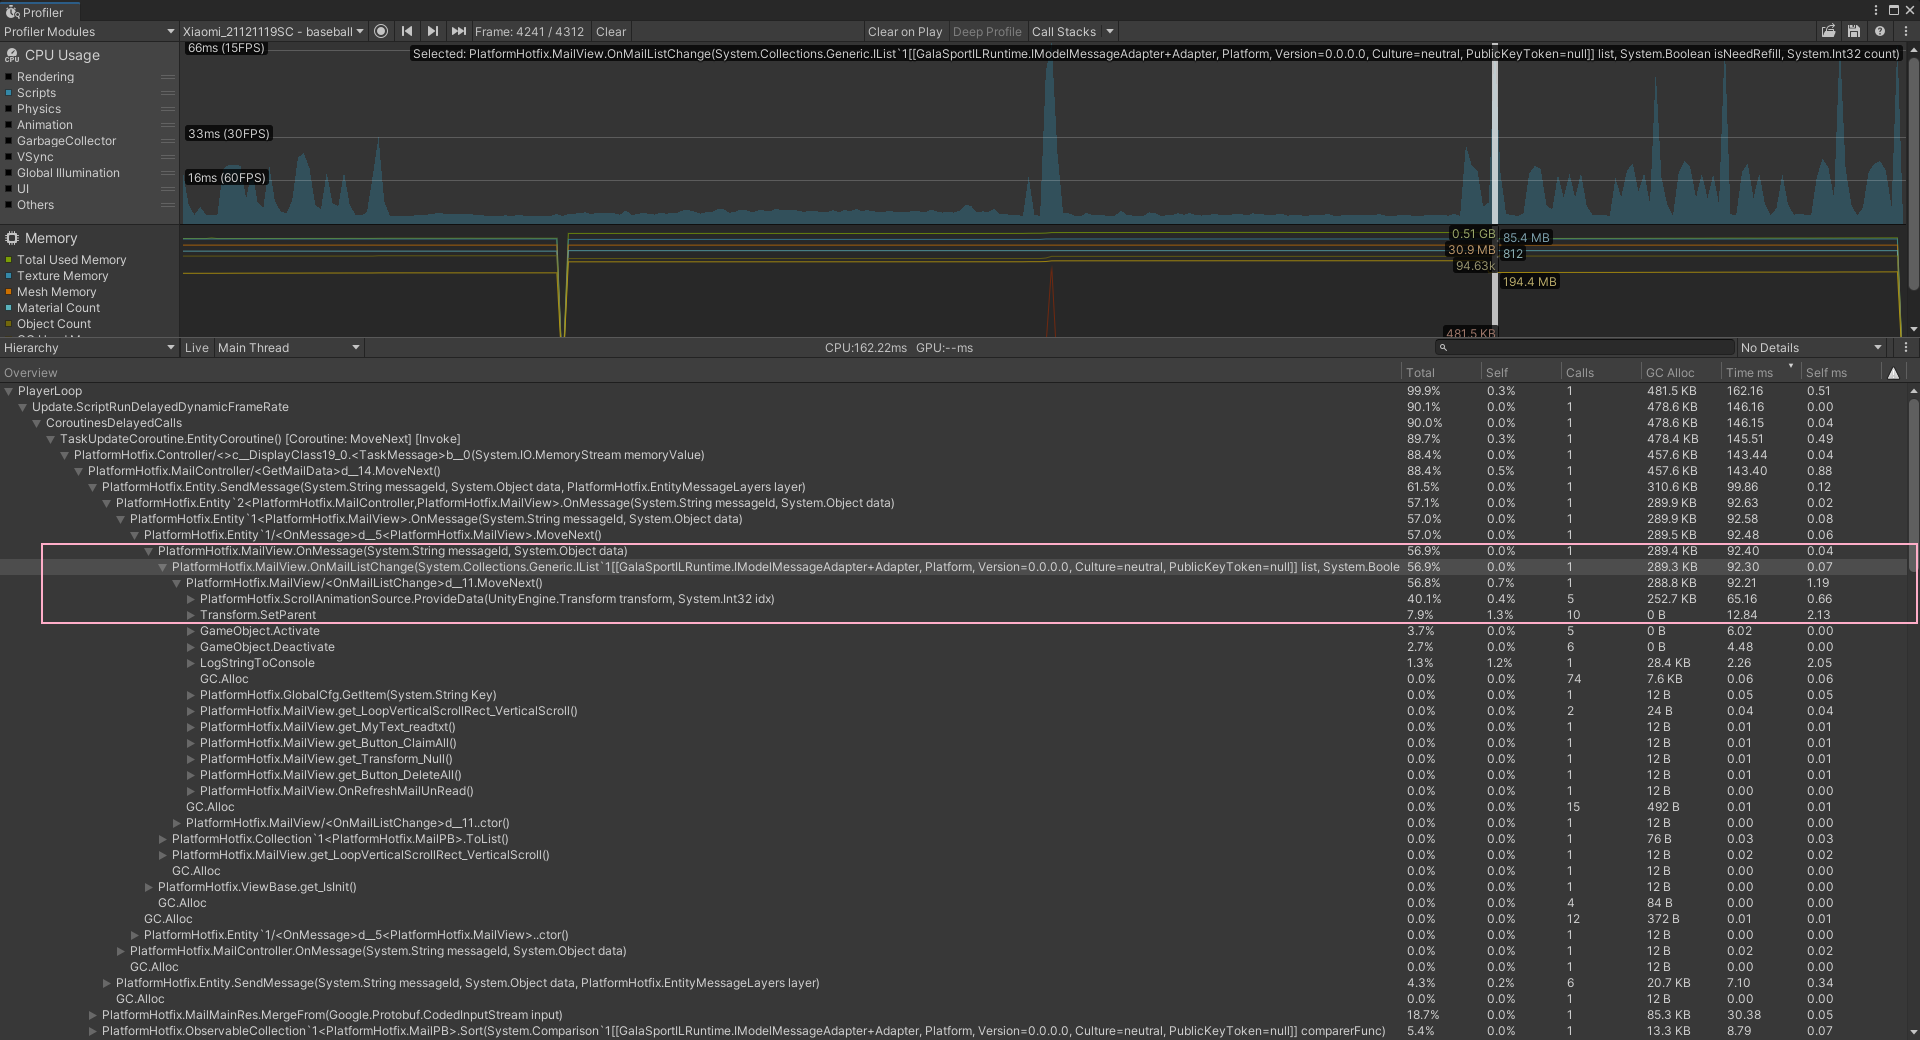 Profiler
Profiler Modules
Xiaomi_21121119SC - baseball
Frame: 4241 / 4312
Clear
Clear on Play
Deep Profile
Call Stacks
CPU Usage
Rendering
Scripts
Physics
Animation
GarbageCollector
VSync
Global Illumination
UI
Others
66ms (15FPS)
Selected: PlatformHotfix.MailView.OnMailListChange(System.Collections.Generic.IList`1[[GalaSportILRuntime.IModelMessageAdapter+Adapter, Platform, Version=0.0.0.0, Culture=neutral, PublicKeyToken=null]] list, System.Boolean isNeedRefill, System.Int32 count)
33ms (30FPS)
16ms (60FPS)
Memory
Total Used Memory
Texture Memory
Mesh Memory
Material Count
Object Count
0.51 GB
85.4 MB
30.9 MB
812
94.63k
194.4 MB
481.5 KB
Hierarchy
Live
Main Thread
CPU:162.22ms GPU:--ms
No Details
Overview Total Self Calls GC Alloc Time ms Self ms
PlayerLoop 99.9% 0.3% 1 481.5 KB 162.16 0.51
Update.ScriptRunDelayedDynamicFrameRate 90.1% 0.0% 1 478.6 KB 146.16 0.00
CoroutinesDelayedCalls 90.0% 0.0% 1 478.6 KB 146.15 0.04
TaskUpdateCoroutine.EntityCoroutine() [Coroutine: MoveNext] [Invoke] 89.7% 0.3% 1 478.4 KB 145.51 0.49
PlatformHotfix.Controller/<>c__DisplayClass19_0.<TaskMessage>b__0(System.IO.MemoryStream memoryValue) 88.4% 0.0% 1 457.6 KB 143.44 0.04
PlatformHotfix.MailController/<GetMailData>d__14.MoveNext() 88.4% 0.5% 1 457.6 KB 143.40 0.88
PlatformHotfix.Entity.SendMessage(System.String messageId, System.Object data, PlatformHotfix.EntityMessageLayers layer) 61.5% 0.0% 1 310.6 KB 99.86 0.12
PlatformHotfix.Entity`2<PlatformHotfix.MailController,PlatformHotfix.MailView>.OnMessage(System.String messageId, System.Object data) 57.1% 0.0% 1 289.9 KB 92.63 0.02
PlatformHotfix.Entity`1<PlatformHotfix.MailView>.OnMessage(System.String messageId, System.Object data) 57.0% 0.0% 1 289.9 KB 92.58 0.08
PlatformHotfix.Entity`1/<OnMessage>d__5<PlatformHotfix.MailView>.MoveNext() 57.0% 0.0% 1 289.5 KB 92.48 0.06
PlatformHotfix.MailView.OnMessage(System.String messageId, System.Object data) 56.9% 0.0% 1 289.4 KB 92.40 0.04
PlatformHotfix.MailView.OnMailListChange(System.Collections.Generic.IList`1[[GalaSportILRuntime.IModelMessageAdapter+Adapter, Platform, Version=0.0.0.0, Culture=neutral, PublicKeyToken=null]] list, System.Boole 56.9% 0.0% 1 289.3 KB 92.30 0.07
PlatformHotfix.MailView/<OnMailListChange>d__11.MoveNext() 56.8% 0.7% 1 288.8 KB 92.21 1.19
PlatformHotfix.ScrollAnimationSource.ProvideData(UnityEngine.Transform transform, System.Int32 idx) 40.1% 0.4% 5 252.7 KB 65.16 0.66
Transform.SetParent 7.9% 1.3% 10 0 B 12.84 2.13
GameObject.Activate 3.7% 0.0% 5 0 B 6.02 0.00
GameObject.Deactivate 2.7% 0.0% 6 0 B 4.48 0.00
LogStringToConsole 1.3% 1.2% 1 28.4 KB 2.26 2.05
GC.Alloc 0.0% 0.0% 74 7.6 KB 0.06 0.06
PlatformHotfix.GlobalCfg.GetItem(System.String Key) 0.0% 0.0% 1 12 B 0.05 0.05
PlatformHotfix.MailView.get_LoopVerticalScrollRect_VerticalScroll() 0.0% 0.0% 2 24 B 0.04 0.04
PlatformHotfix.MailView.get_MyText_readtxt() 0.0% 0.0% 1 12 B 0.01 0.01
PlatformHotfix.MailView.get_Button_ClaimAll() 0.0% 0.0% 1 12 B 0.01 0.01
PlatformHotfix.MailView.get_Transform_Null() 0.0% 0.0% 1 12 B 0.01 0.01
PlatformHotfix.MailView.get_Button_DeleteAll() 0.0% 0.0% 1 12 B 0.01 0.01
PlatformHotfix.MailView.OnRefreshMailUnRead() 0.0% 0.0% 1 12 B 0.00 0.00
GC.Alloc 0.0% 0.0% 15 492 B 0.01 0.01
PlatformHotfix.MailView/<OnMailListChange>d__11..ctor() 0.0% 0.0% 1 12 B 0.00 0.00
PlatformHotfix.Collection`1<PlatformHotfix.MailPB>.ToList() 0.0% 0.0% 1 76 B 0.03 0.03
PlatformHotfix.MailView.get_LoopVerticalScrollRect_VerticalScroll() 0.0% 0.0% 1 12 B 0.02 0.02
GC.Alloc 0.0% 0.0% 1 12 B 0.00 0.00
PlatformHotfix.ViewBase.get_IsInit() 0.0% 0.0% 1 12 B 0.00 0.00
GC.Alloc 0.0% 0.0% 4 84 B 0.00 0.00
GC.Alloc 0.0% 0.0% 12 372 B 0.01 0.01
PlatformHotfix.Entity`1/<OnMessage>d__5<PlatformHotfix.MailView>..ctor() 0.0% 0.0% 1 12 B 0.00 0.00
PlatformHotfix.MailController.OnMessage(System.String messageId, System.Object data) 0.0% 0.0% 1 12 B 0.02 0.02
GC.Alloc 0.0% 0.0% 1 12 B 0.00 0.00
PlatformHotfix.Entity.SendMessage(System.String messageId, System.Object data, PlatformHotfix.EntityMessageLayers layer) 4.3% 0.2% 6 20.7 KB 7.10 0.34
GC.Alloc 0.0% 0.0% 1 12 B 0.00 0.00
PlatformHotfix.MailMainRes.MergeFrom(Google.Protobuf.CodedInputStream input) 18.7% 0.0% 1 85.3 KB 30.38 0.05
PlatformHotfix.ObservableCollection`1<PlatformHotfix.MailPB>.Sort(System.Comparison`1[[GalaSportILRuntime.IModelMessageAdapter+Adapter, Platform, Version=0.0.0.0, Culture=neutral, PublicKeyToken=null]] comparerFunc) 5.4% 0.0% 1 13.3 KB 8.79 0.07